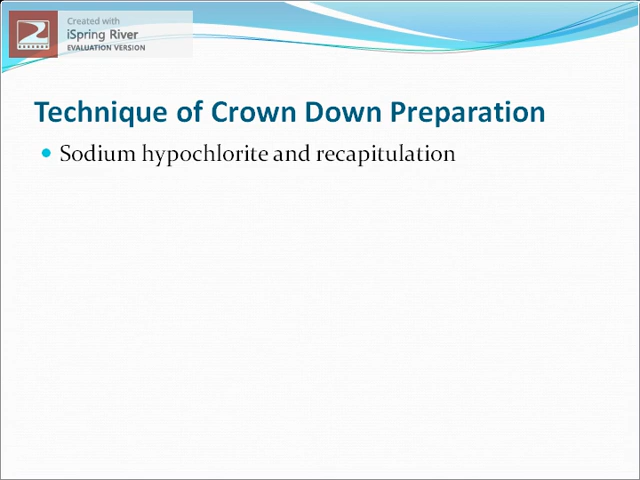 Created with
iSpring River
EVALUATION VERSION
Technique of Crown Down Preparation
Sodium hypochlorite and recapitulation